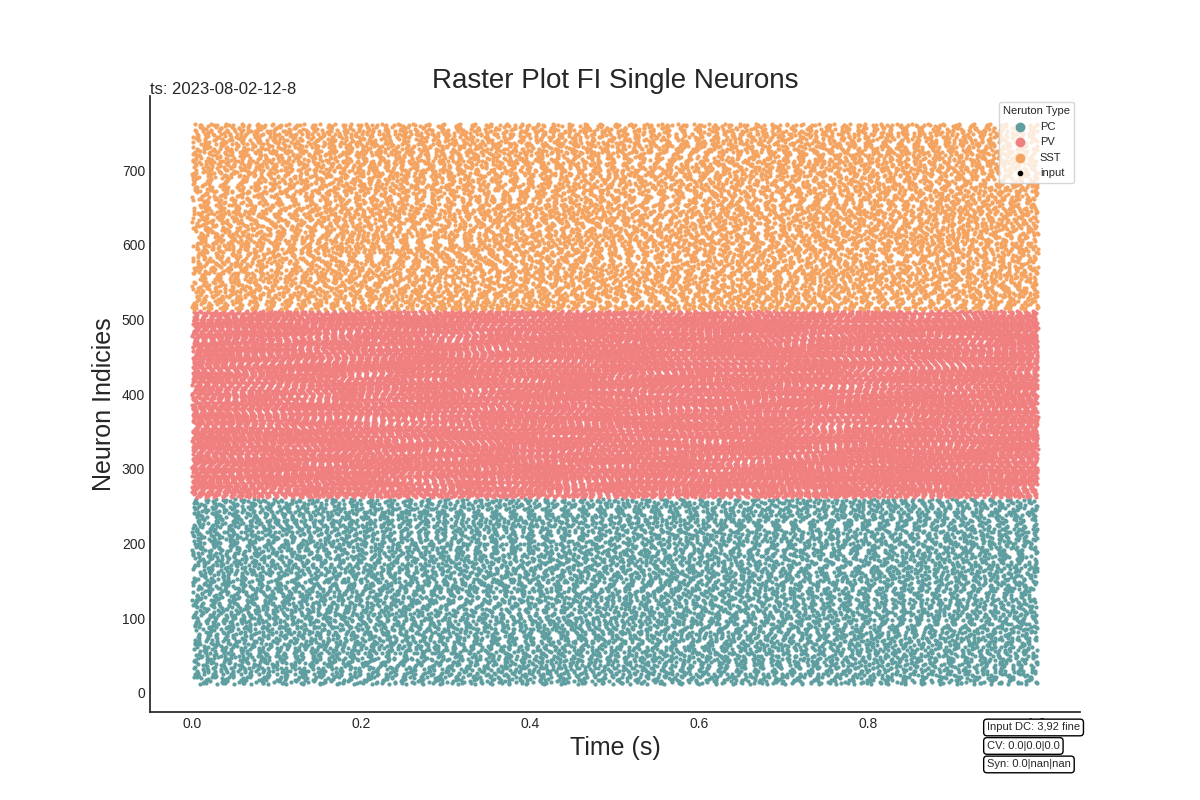 Raster Plot FI Single Neurons
ts: 2023-08-02-12-8
Neruton Type
PC
PV
SST
input
700
600
500
400
300
200
100
0
Neuron Indicies
0.0 0.2 0.4 0.6 0.8
Time (s)
Input DC: 3,92 fine
CV: 0.0|0.0|0.0
Syn: 0.0|nan|nan